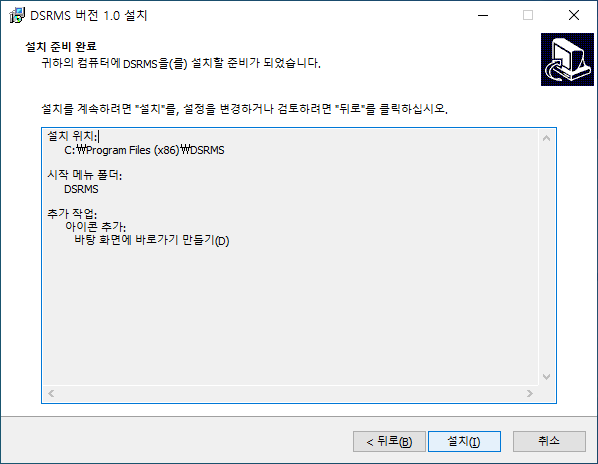 DSRMS 버전 1.0 설치
설치 준비 완료
귀하의 컴퓨터에 DSRMS을(를) 설치할 준비가 되었습니다.
설치를 계속하려면 "설치"를, 설정을 변경하거나 검토하려면 "뒤로"를 클릭하십시오.
설치 위치:
C:₩Program Files (x86)₩DSRMS
시작 메뉴 폴더:
DSRMS
추가 작업:
아이콘 추가:
바탕 화면에 바로가기 만들기(D)
< 뒤로(B)
설치(I)
취소